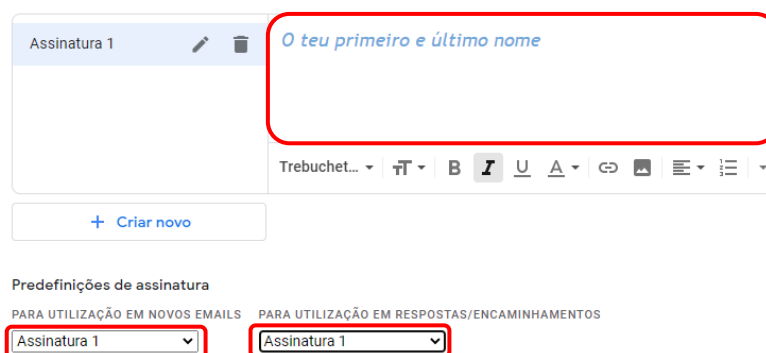 Assinatura 1
O teu primeiro e último nome
Trebuchet...
B I U A
+ Criar novo
Predefinições de assinatura
PARA UTILIZAÇÃO EM NOVOS EMAILS PARA UTILIZAÇÃO EM RESPOSTAS/ENCAMINHAMENTOS
Assinatura 1 Assinatura 1